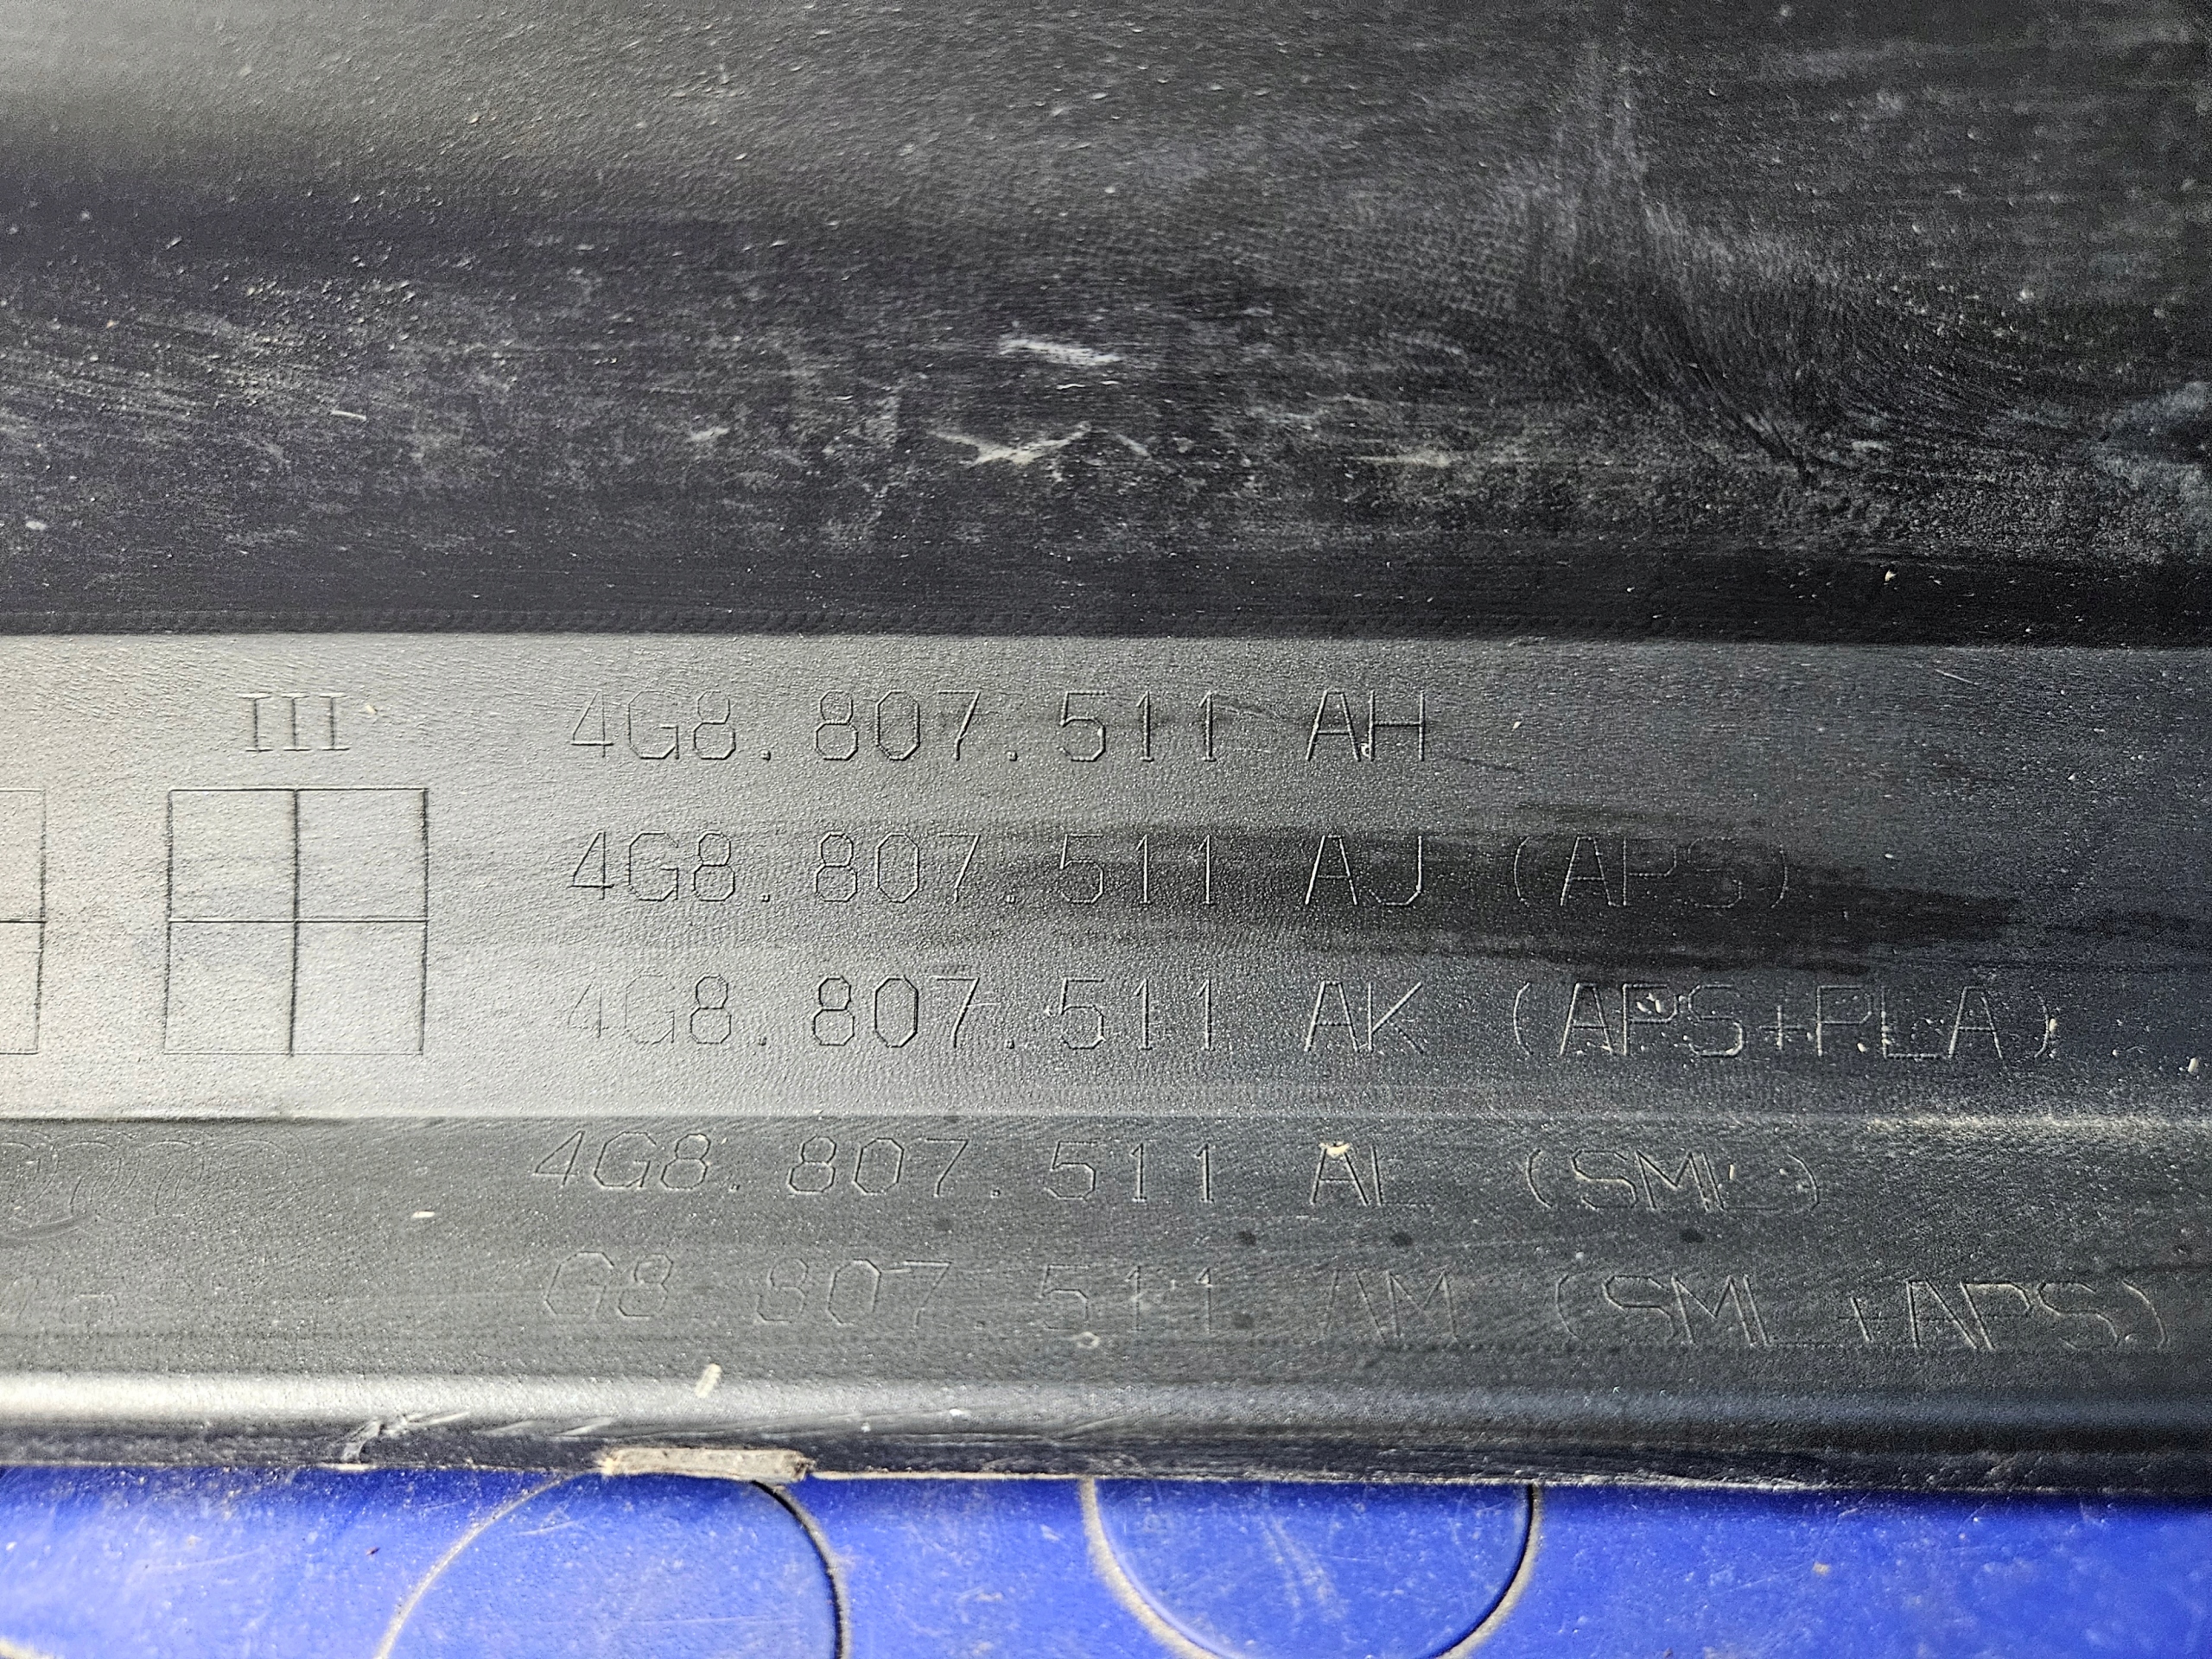 III
4G8.807.511 AH
4G8.807.511 AJ (APS)
4G8.807.511 AK (APS+PLA)
4G8.807.511 AL (SML)
G8.807.511 AM (SML+APS)